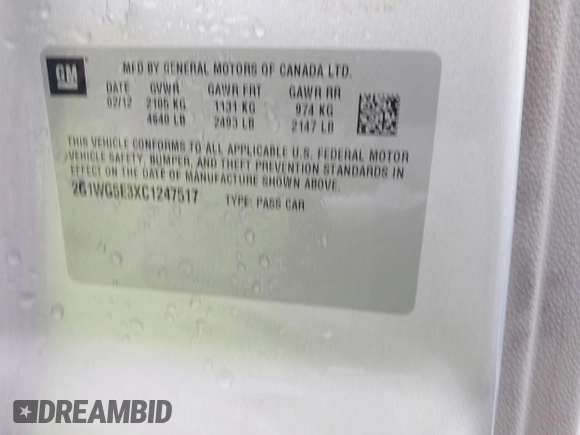 GM
MFD BY GENERAL MOTORS OF CANADA LTD.
DATE GVWR GAWR FRT GAWR RR
02/12 2105 KG 1131 KG 974 KG
4640 LB 2493 LB 2147 LB
THIS VEHICLE CONFORMS TO ALL APPLICABLE U.S. FEDERAL MOTOR
VEHICLE SAFETY, BUMPER, AND THEFT PREVENTION STANDARDS IN
EFFECT ON THE DATE OF MANUFACTURE SHOWN ABOVE.
2G1WG5E3XC1247517 TYPE: PASS CAR
DREAMBID